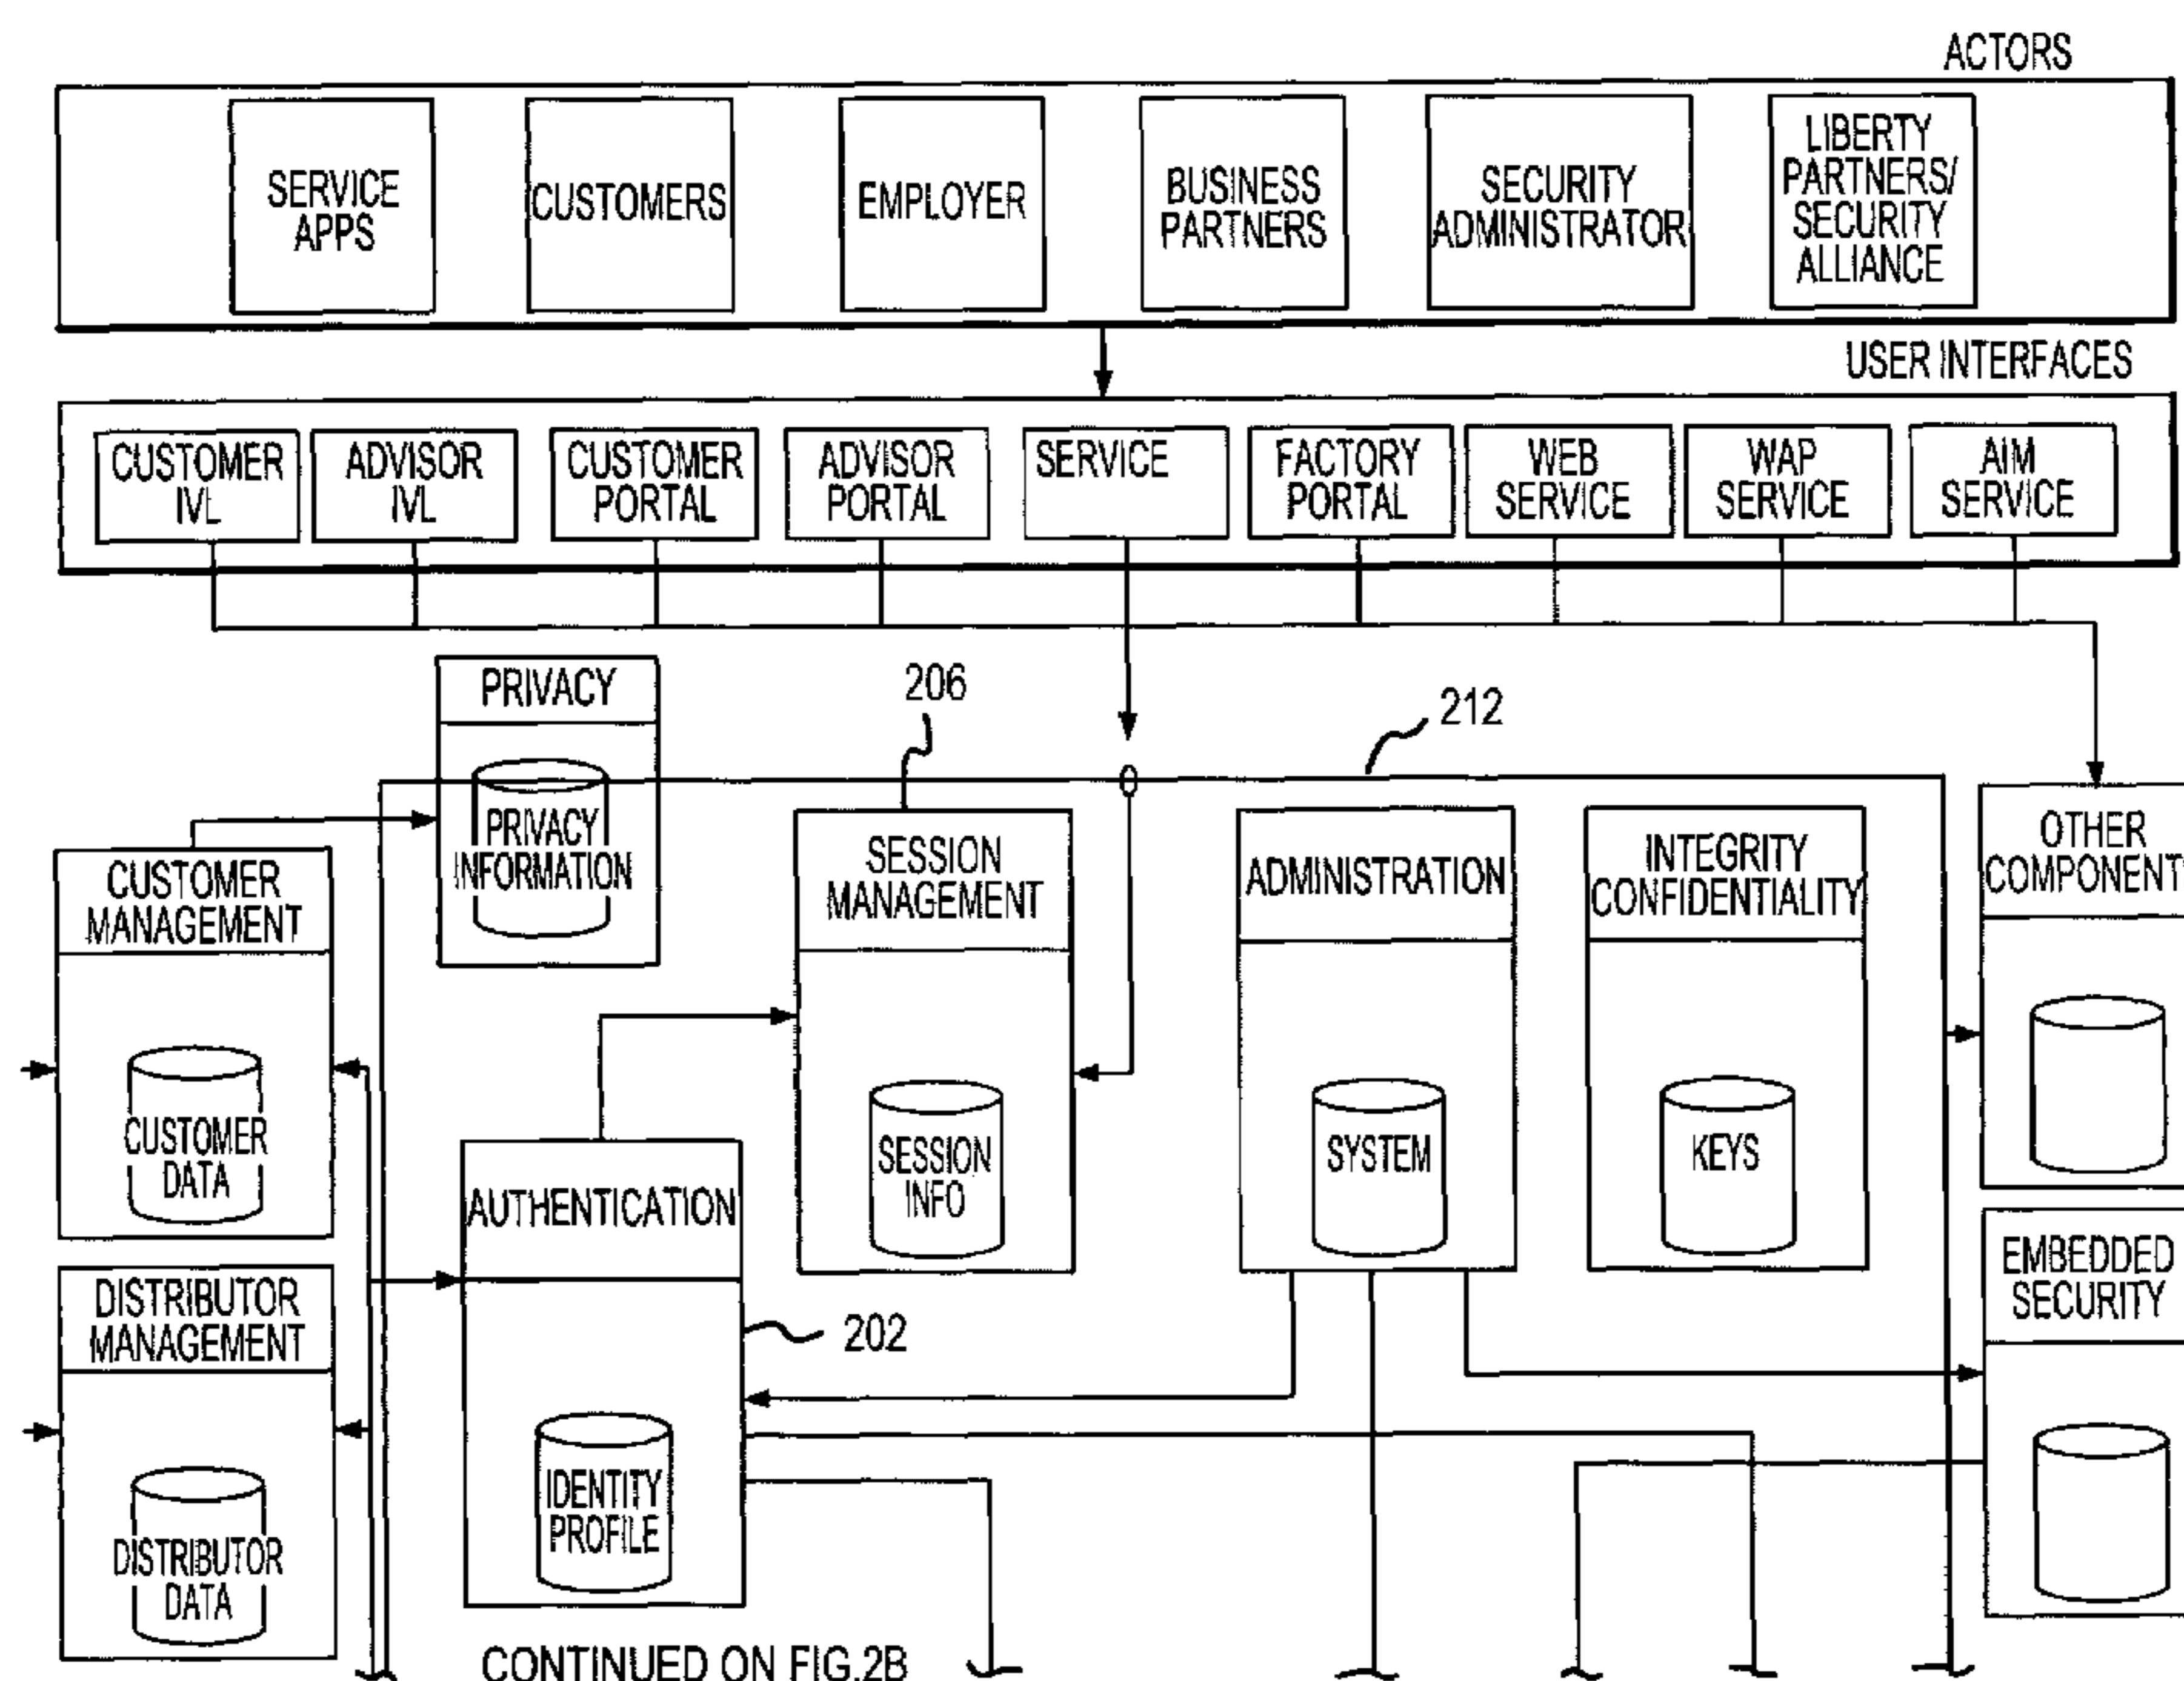 ACTORS
SERVICE
APPS
CUSTOMERS
EMPLOYER
BUSINESS
PARTNERS
SECURITY
ADMINISTRATOR
LIBERTY
PARTNERS/
SECURITY
ALLIANCE
USER INTERFACES
CUSTOMER
IVL
ADVISOR
IVL
CUSTOMER
PORTAL
ADVISOR
PORTAL
SERVICE
FACTORY
PORTAL
WEB
SERVICE
WAP
SERVICE
AIM
SERVICE
PRIVACY
PRIVACY
INFORMATION
206
212
CUSTOMER
MANAGEMENT
CUSTOMER
DATA
SESSION
MANAGEMENT
SESSION
INFO
ADMINISTRATION
SYSTEM
INTEGRITY
CONFIDENTIALITY
KEYS
OTHER
COMPONENT
AUTHENTICATION
202
IDENTITY
PROFILE
DISTRIBUTOR
MANAGEMENT
DISTRIBUTOR
DATA
EMBEDDED
SECURITY
CONTINUED ON FIG.2B